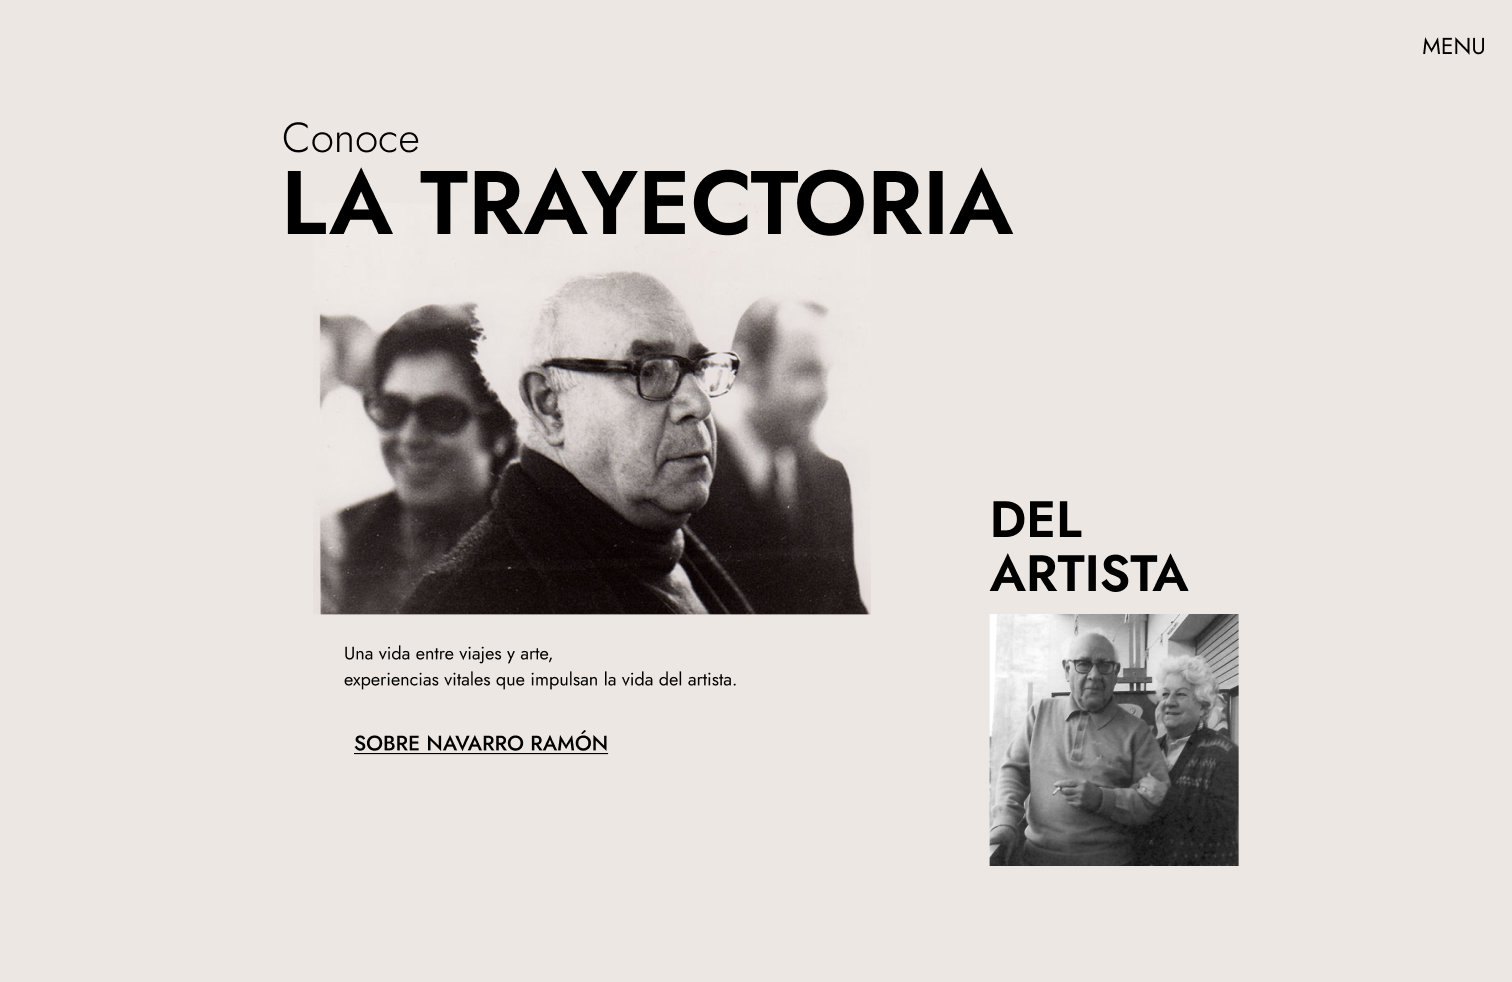 MENU
Conoce
LA TRAYECTORIA
DEL
ARTISTA
Una vida entre viajes y arte,
experiencias vitales que impulsan la vida del artista.
SOBRE NAVARRO RAMÓN